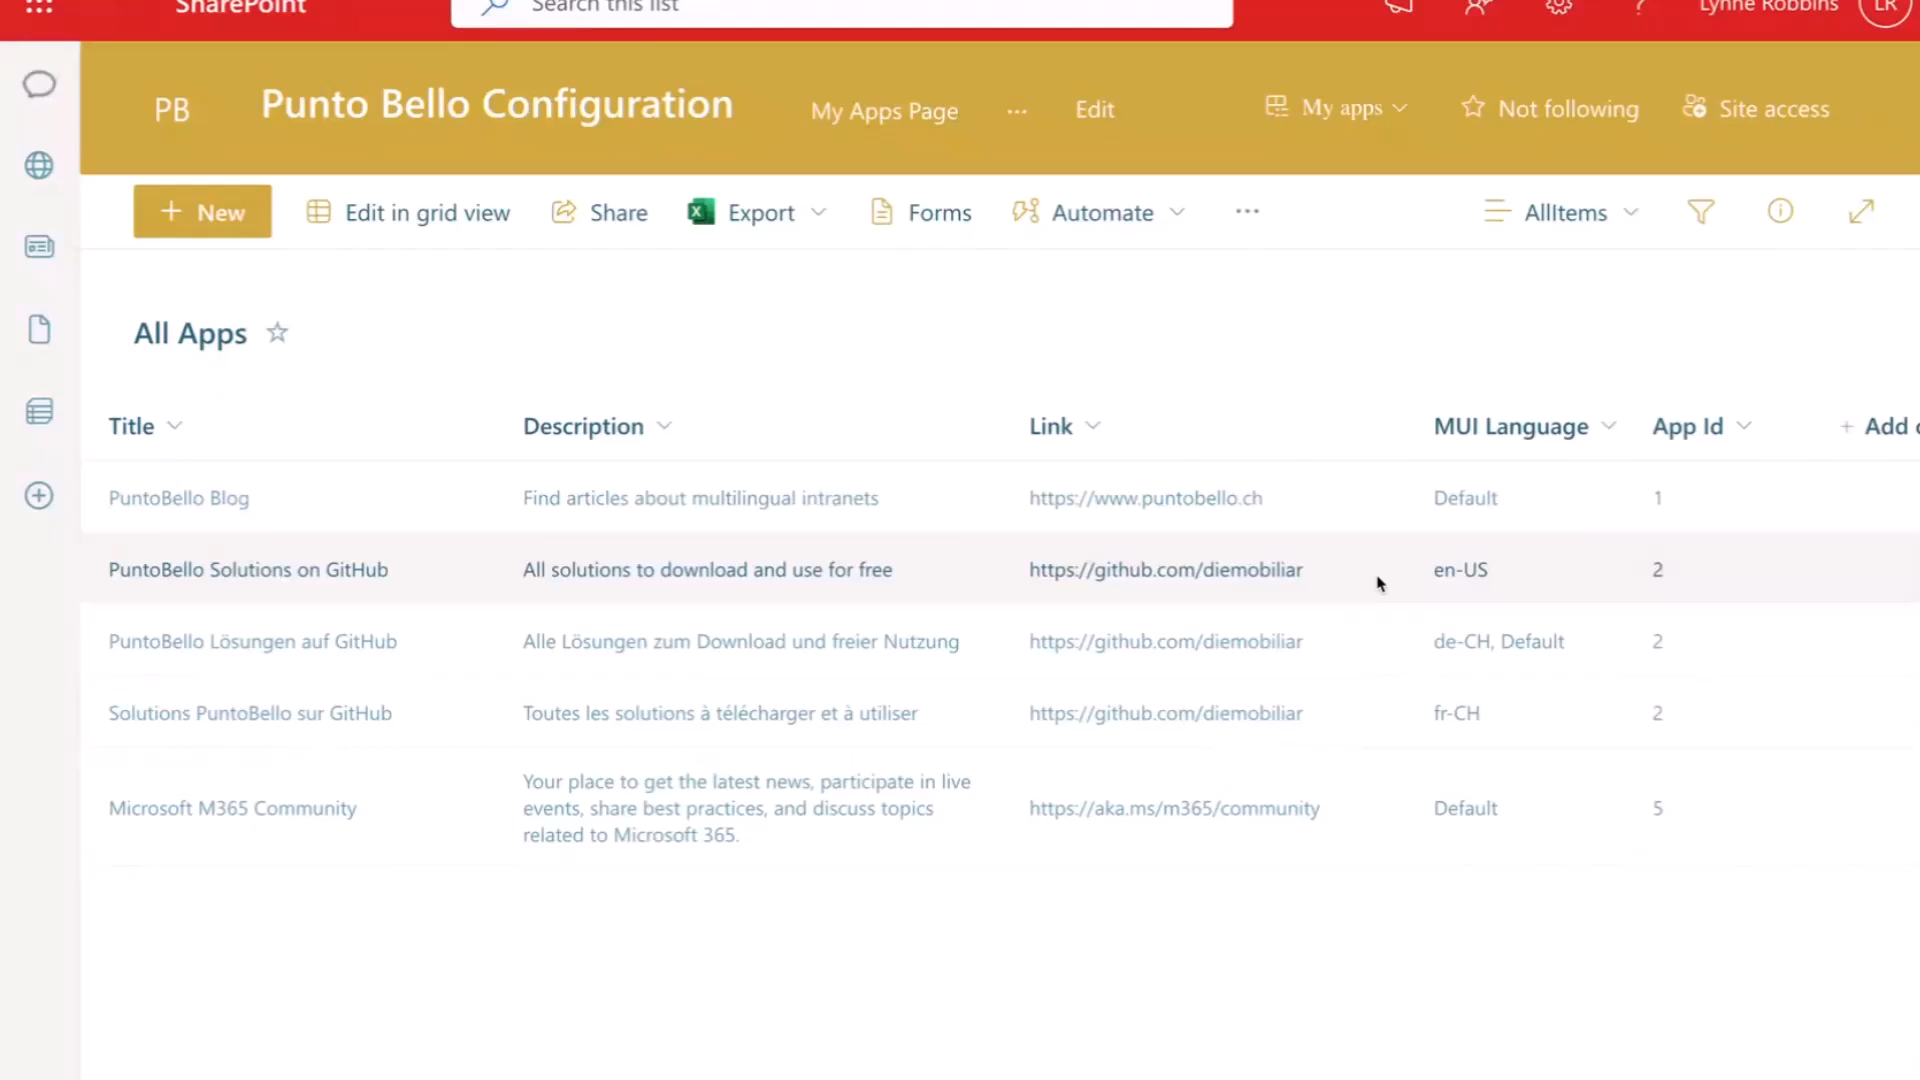 SharePoint Search this list Lynne Robbins LR
PB Punto Bello Configuration My Apps Page ... Edit My apps Not following Site access
+ New Edit in grid view Share Export Forms Automate ... AllItems
All Apps
Title Description Link MUI Language App Id + Add
PuntoBello Blog Find articles about multilingual intranets https://www.puntobello.ch Default 1
PuntoBello Solutions on GitHub All solutions to download and use for free https://github.com/diemobiliar en-US 2
PuntoBello Lösungen auf GitHub Alle Lösungen zum Download und freier Nutzung https://github.com/diemobiliar de-CH, Default 2
Solutions PuntoBello sur GitHub Toutes les solutions à télécharger et à utiliser https://github.com/diemobiliar fr-CH 2
Your place to get the latest news, participate in live
Microsoft M365 Community events, share best practices, and discuss topics https://aka.ms/m365/community Default 5
related to Microsoft 365.